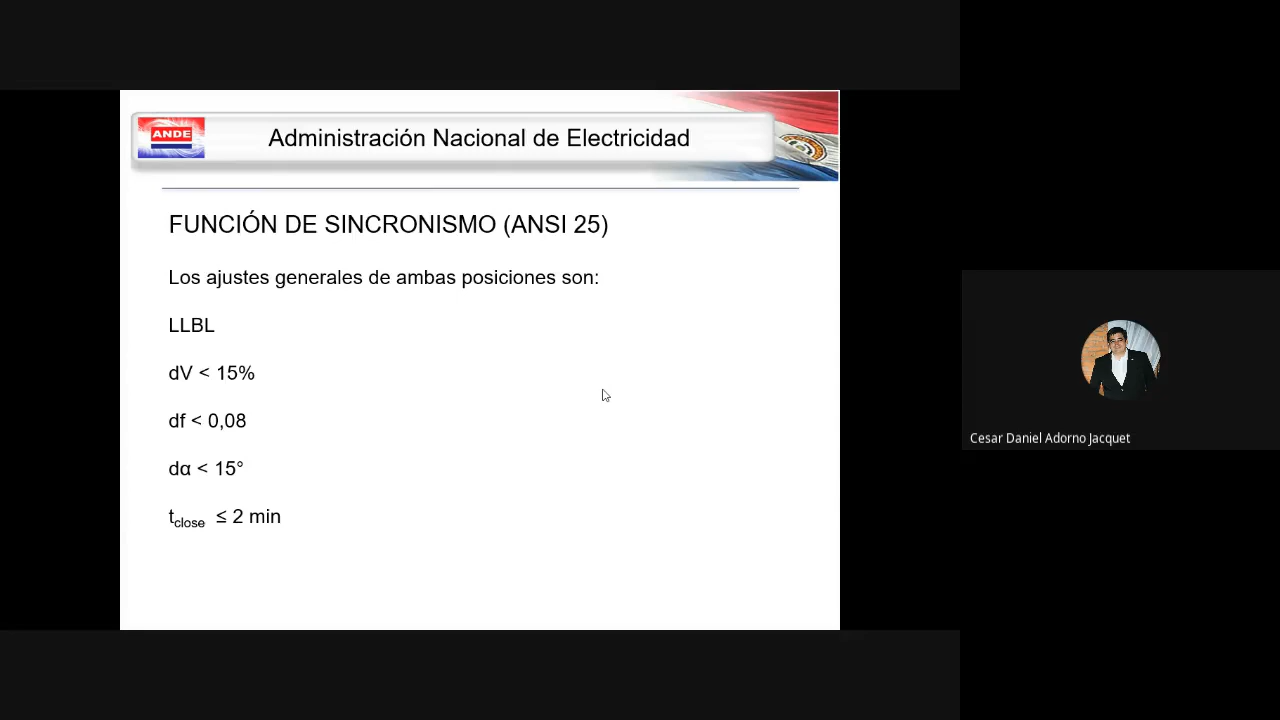 ANDE
Administración Nacional de Electricidad
FUNCIÓN DE SINCRONISMO (ANSI 25)
Los ajustes generales de ambas posiciones son:
LLBL
dV < 15%
df < 0,08
dα < 15°
tclose ≤ 2 min
Cesar Daniel Adorno Jacquet